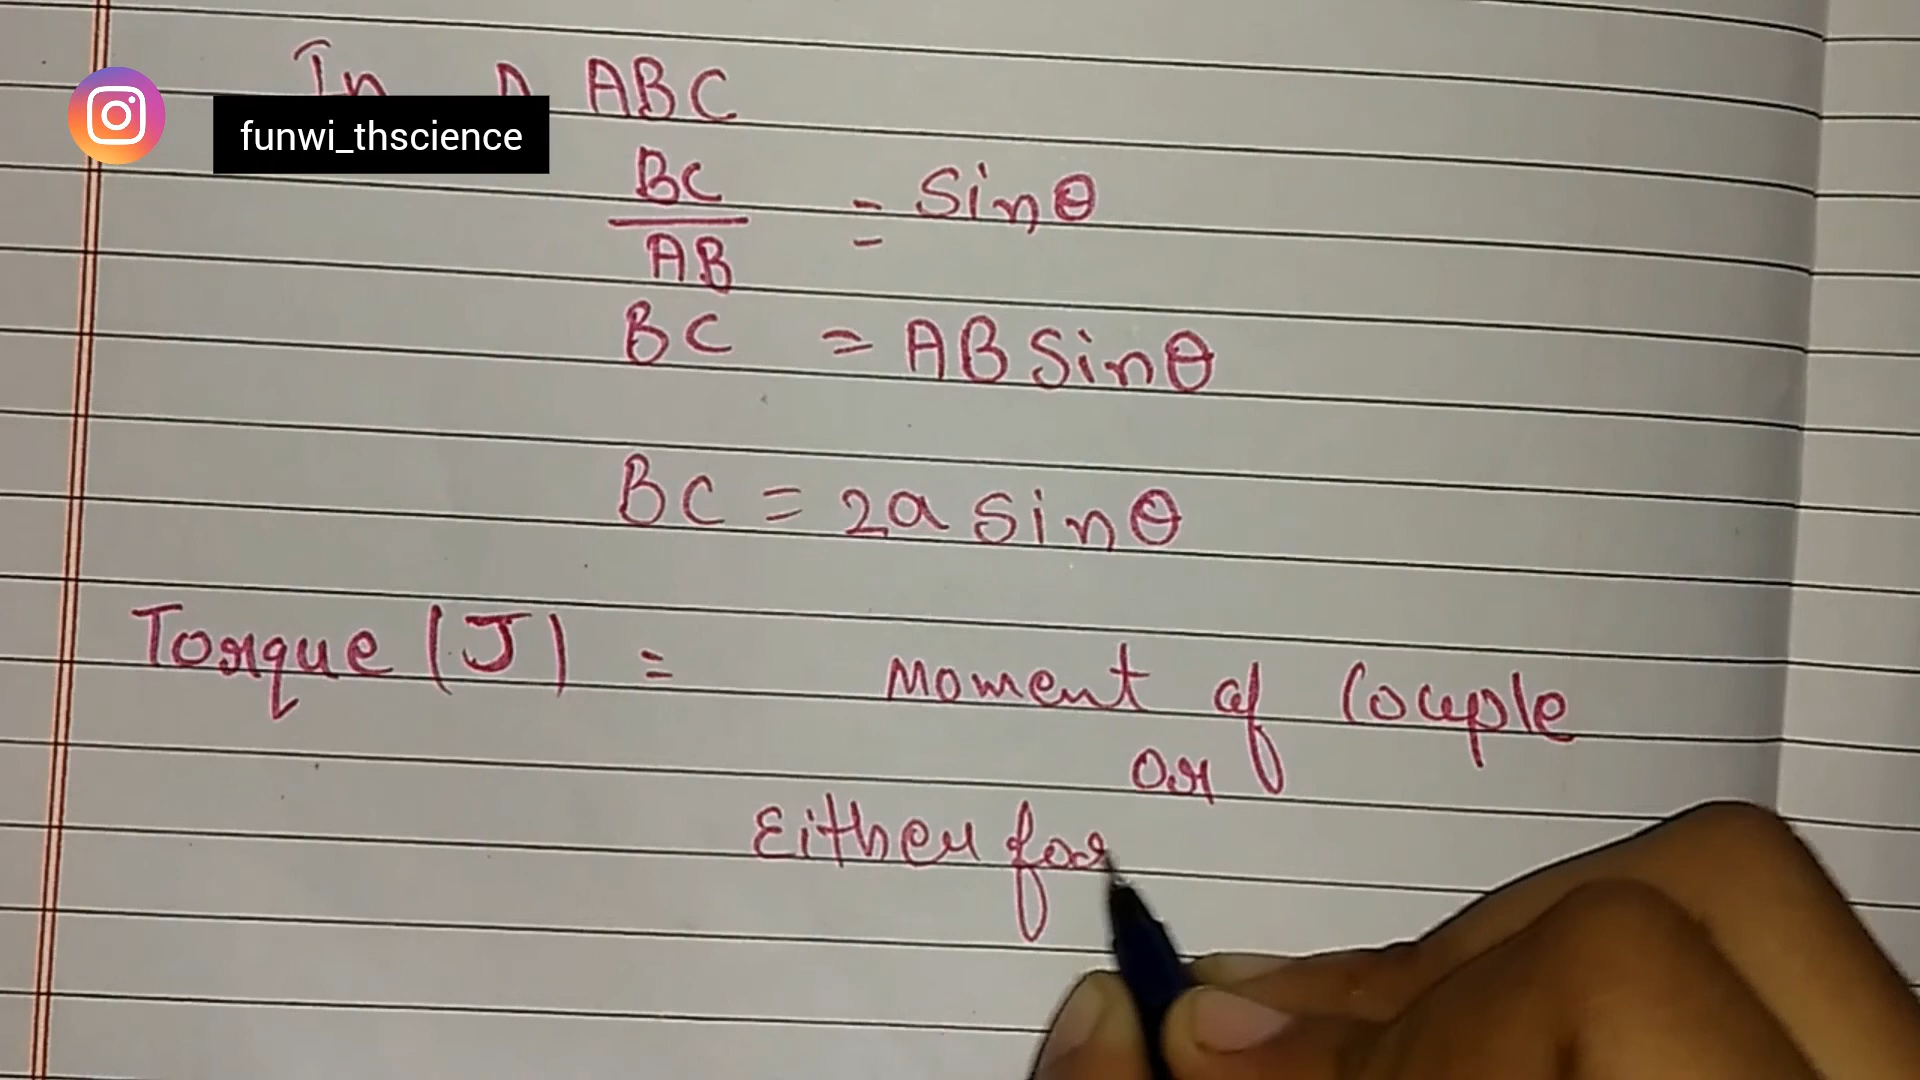 In Δ ABC
funwi_thscience
BC
AB
= Sinθ
BC = AB Sinθ
BC = 2a sinθ
Torque (J) = Moment of Couple
or
Either for